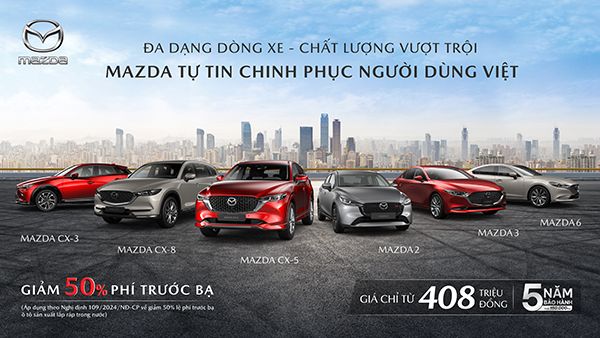 mazda
ĐA DẠNG DÒNG XE - CHẤT LƯỢNG VƯỢT TRỘI
MAZDA TỰ TIN CHINH PHỤC NGƯỜI DÙNG VIỆT
MAZDA CX-3
MAZDA CX-8
MAZDA CX-5
MAZDA2
MAZDA3
MAZDA6
GIẢM 50% PHÍ TRƯỚC BẠ
(Áp dụng theo Nghị định 109/2024/NĐ-CP về giảm 50% lệ phí trước bạ
ô tô sản xuất lắp ráp trong nước)
GIÁ CHỈ TỪ 408 TRIỆU ĐỒNG
5 NĂM BẢO HÀNH